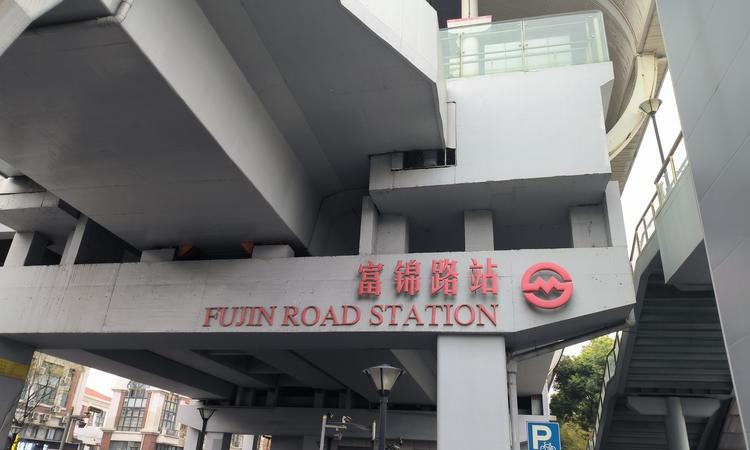 富锦路站
FUJIN ROAD STATION
P